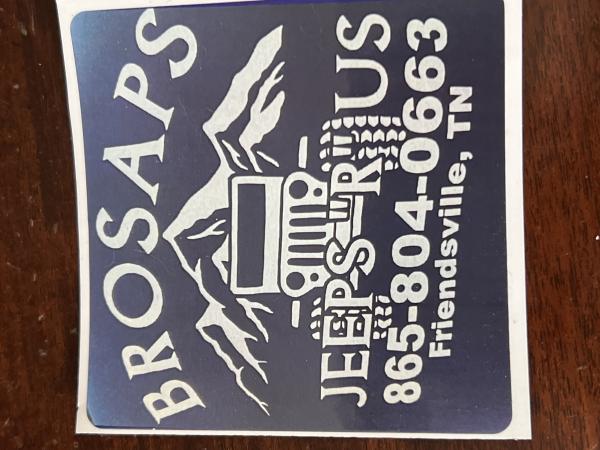 BROSAPS
JEEPS "R" US
865-804-0663
Friendsville, TN